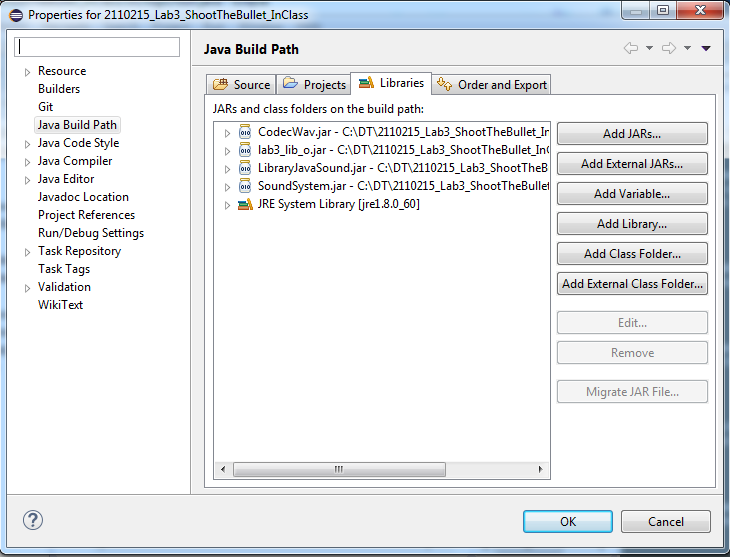 Properties for 2110215_Lab3_ShootTheBullet_InClass
Resource
Builders
Git
Java Build Path
Java Code Style
Java Compiler
Java Editor
Javadoc Location
Project References
Run/Debug Settings
Task Repository
Task Tags
Validation
WikiText
Java Build Path
Source
Projects
Libraries
Order and Export
JARs and class folders on the build path:
CodecWav.jar - C:\DT\2110215_Lab3_ShootTheBullet_In
lab3_lib_o.jar - C:\DT\2110215_Lab3_ShootTheBullet_InC
LibraryJavaSound.jar - C:\DT\2110215_Lab3_ShootTheB
SoundSystem.jar - C:\DT\2110215_Lab3_ShootTheBullet
JRE System Library [jre1.8.0_60]
Add JARs...
Add External JARs...
Add Variable...
Add Library...
Add Class Folder...
Add External Class Folder...
Edit...
Remove
Migrate JAR File...
OK
Cancel